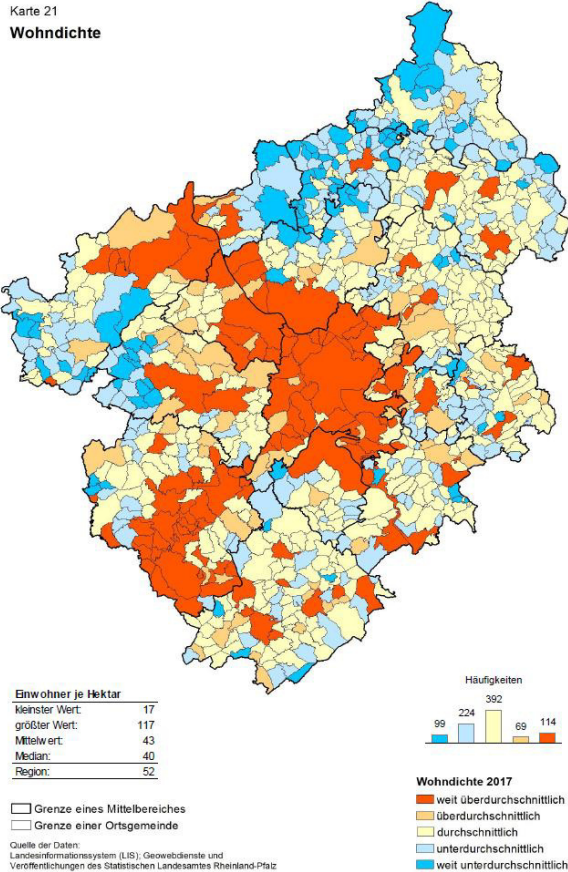 Karte 21
Wohndichte
Einwohner je Hektar
kleinster Wert: 17
größter Wert: 117
Mittelwert: 43
Median: 40
Region: 52
Häufigkeiten
99 224 392 69 114
Grenze eines Mittelbereiches
Grenze einer Ortsgemeinde
Quelle der Daten:
Landesinformationssystem (LIS); Geowebdienste und
Veröffentlichungen des Statistischen Landesamtes Rheinland-Pfalz
Wohndichte 2017
weit überdurchschnittlich
überdurchschnittlich
durchschnittlich
unterdurchschnittlich
weit unterdurchschnittlich